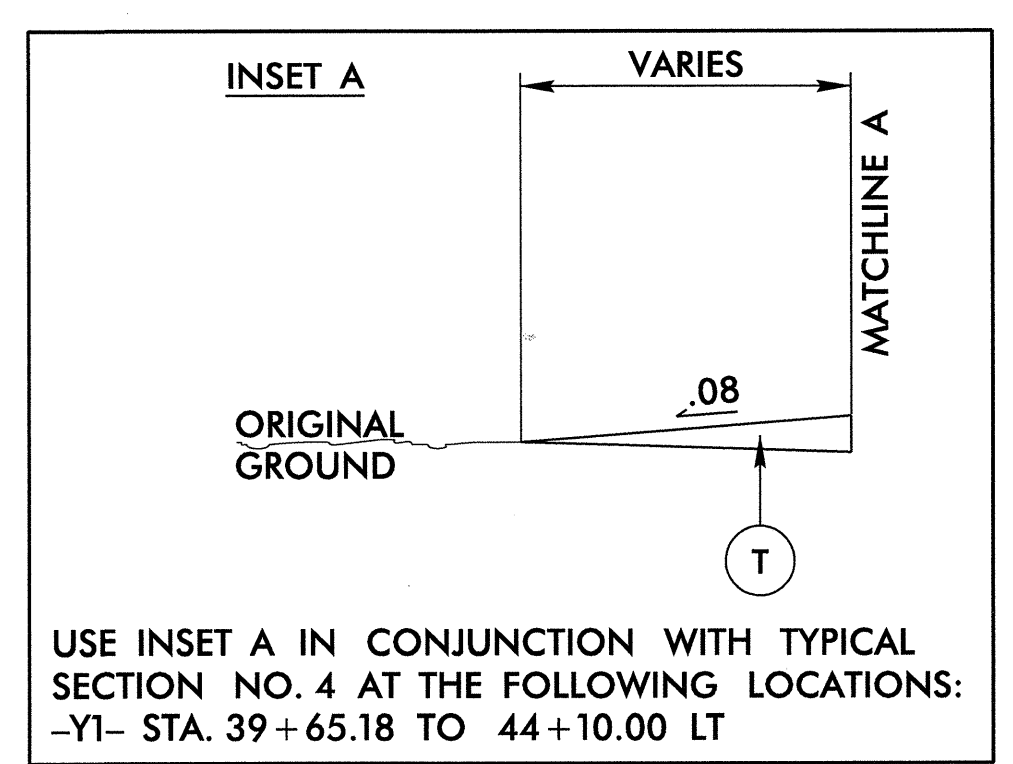 INSET A
VARIES
MATCHLINE A
.08
ORIGINAL
GROUND
T
USE INSET A IN CONJUNCTION WITH TYPICAL
SECTION NO. 4 AT THE FOLLOWING LOCATIONS:
–Y1– STA. 39+65.18 TO 44+10.00 LT